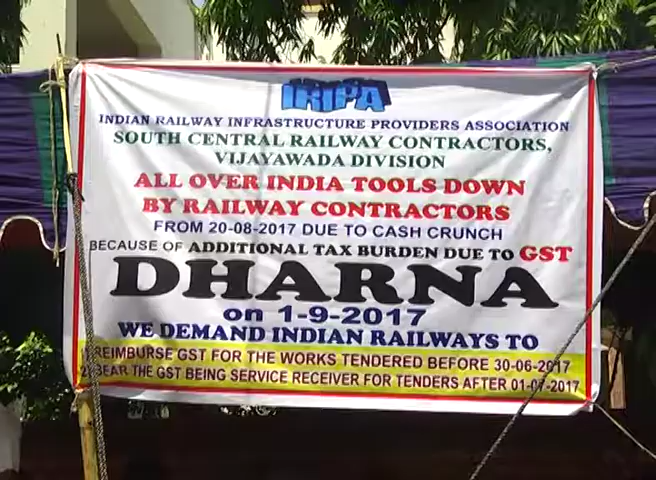 IRIPA
INDIAN RAILWAY INFRASTRUCTURE PROVIDERS ASSOCIATION
SOUTH CENTRAL RAILWAY CONTRACTORS,
VIJAYAWADA DIVISION
ALL OVER INDIA TOOLS DOWN
BY RAILWAY CONTRACTORS
FROM 20-08-2017 DUE TO CASH CRUNCH
BECAUSE OF ADDITIONAL TAX BURDEN DUE TO GST
DHARNA
on 1-9-2017
WE DEMAND INDIAN RAILWAYS TO
REIMBURSE GST FOR THE WORKS TENDERED BEFORE 30-06-2017
BEAR THE GST BEING SERVICE RECEIVER FOR TENDERS AFTER 01-07-2017